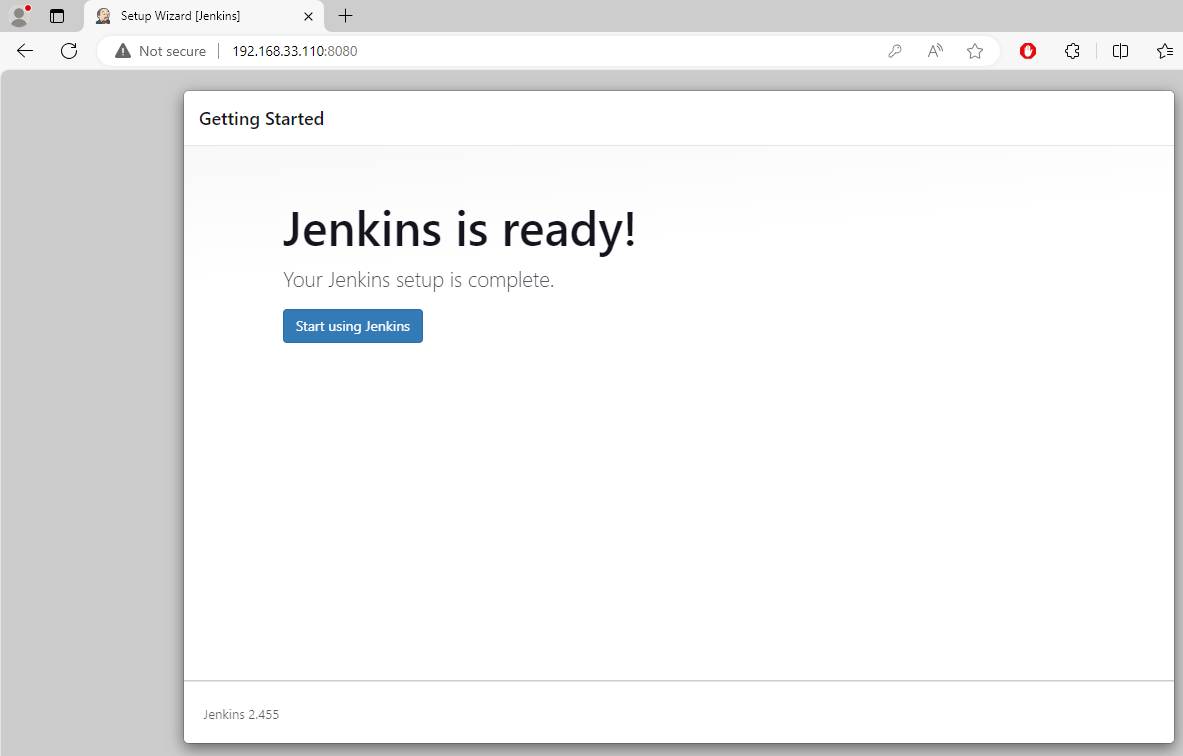 Setup Wizard [Jenkins]
Not secure
192.168.33.110:8080
Getting Started
Jenkins is ready!
Your Jenkins setup is complete.
Start using Jenkins
Jenkins 2.455